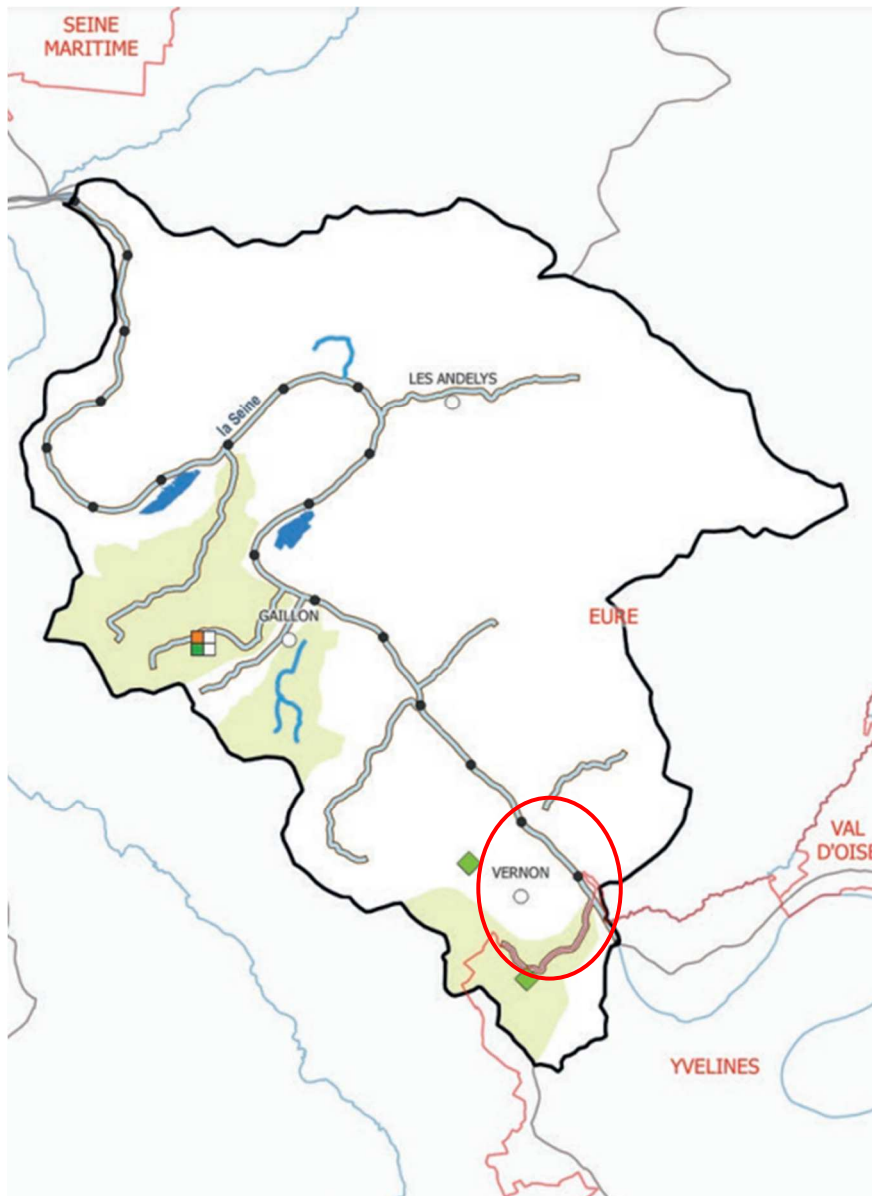 SEINE
MARITIME
LES ANDELYS
la Seine
GAILLON
EURE
VERNON
VAL
D'OISE
YVELINES